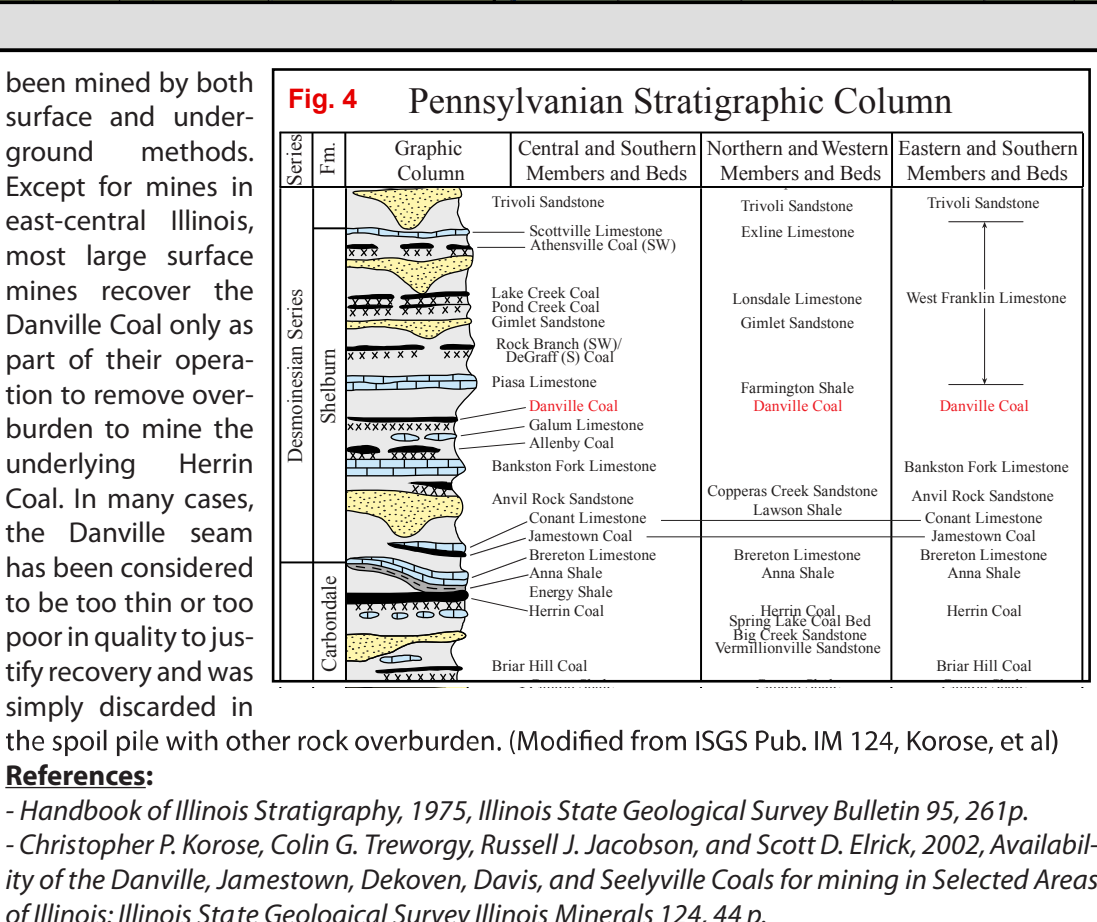 been mined by both
surface and under-
ground methods.
Except for mines in
east-central Illinois,
most large surface
mines recover the
Danville Coal only as
part of their opera-
tion to remove over-
burden to mine the
underlying Herrin
Coal. In many cases,
the Danville seam
has been considered
to be too thin or too
poor in quality to jus-
tify recovery and was
simply discarded in
the spoil pile with other rock overburden. (Modified from ISGS Pub. IM 124, Korose, et al)
Fig. 4 Pennsylvanian Stratigraphic Column
Series
Fm.
Graphic
Column
Central and Southern
Members and Beds
Northern and Western
Members and Beds
Eastern and Southern
Members and Beds
Desmoinesian Series
Shelburn
Carbondale
Trivoli Sandstone
Scottville Limestone
Athensville Coal (SW)
Lake Creek Coal
Pond Creek Coal
Gimlet Sandstone
Rock Branch (SW)/
DeGraff (S) Coal
Piasa Limestone
Danville Coal
Galum Limestone
Allenby Coal
Bankston Fork Limestone
Anvil Rock Sandstone
Conant Limestone
Jamestown Coal
Brereton Limestone
Anna Shale
Energy Shale
Herrin Coal
Briar Hill Coal
Trivoli Sandstone
Exline Limestone
Lonsdale Limestone
Gimlet Sandstone
Farmington Shale
Danville Coal
Copperas Creek Sandstone
Lawson Shale
Brereton Limestone
Anna Shale
Herrin Coal
Spring Lake Coal Bed
Big Creek Sandstone
Vermillionville Sandstone
Trivoli Sandstone
West Franklin Limestone
Danville Coal
Bankston Fork Limestone
Anvil Rock Sandstone
Conant Limestone
Jamestown Coal
Brereton Limestone
Anna Shale
Herrin Coal
Briar Hill Coal
References:
- Handbook of Illinois Stratigraphy, 1975, Illinois State Geological Survey Bulletin 95, 261p.
- Christopher P. Korose, Colin G. Treworgy, Russell J. Jacobson, and Scott D. Elrick, 2002, Availabil-
ity of the Danville, Jamestown, Dekoven, Davis, and Seelyville Coals for mining in Selected Areas
of Illinois: Illinois State Geological Survey Illinois Minerals 124, 44 p.